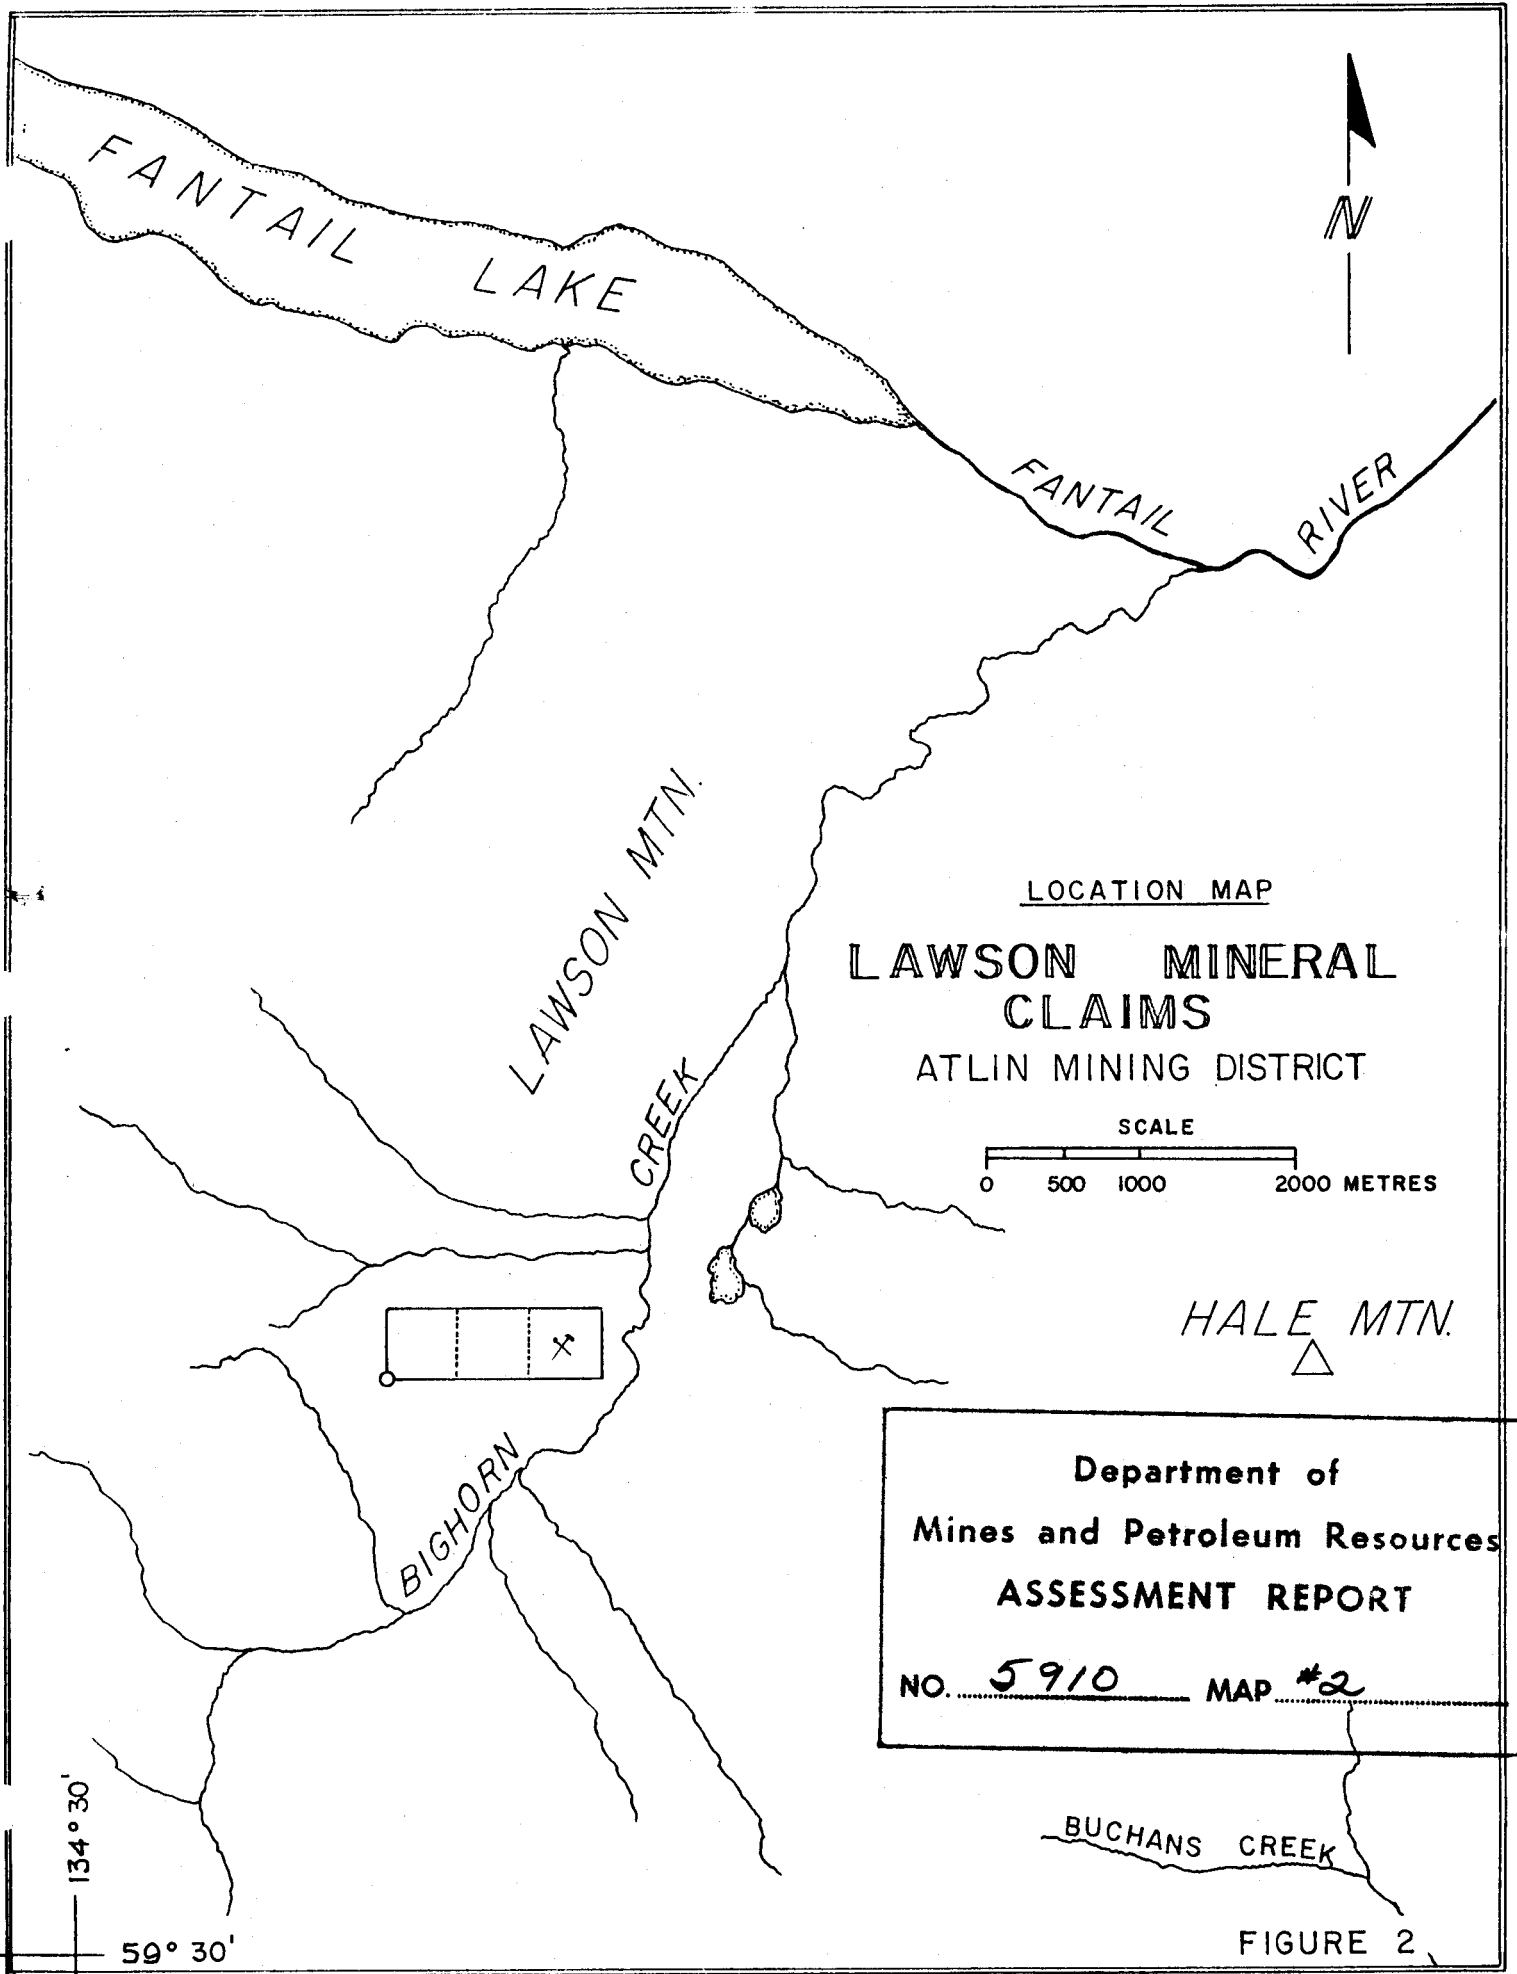 FANTAIL LAKE
N
FANTAIL RIVER
LAWSON MTN.
LOCATION MAP
LAWSON MINERAL
CLAIMS
ATLIN MINING DISTRICT
SCALE
0 500 1000 2000 METRES
BIGHORN CREEK
HALE MTN.
Department of
Mines and Petroleum Resources
ASSESSMENT REPORT
NO. 5910 MAP #2
BUCHANS CREEK
134° 30'
59° 30'
FIGURE 2